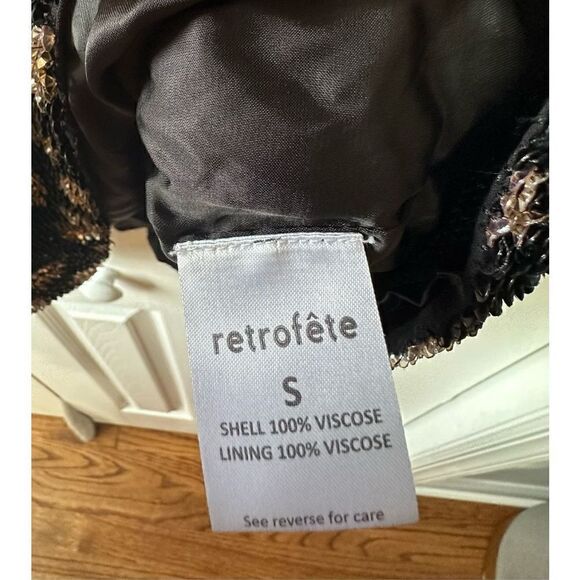 retrofête
S
SHELL 100% VISCOSE
LINING 100% VISCOSE
See reverse for care